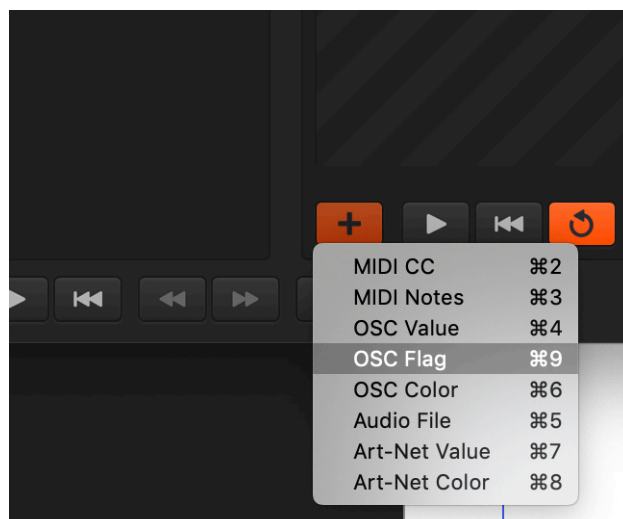 MIDI CC ⌘2
MIDI Notes ⌘3
OSC Value ⌘4
OSC Flag ⌘9
OSC Color ⌘6
Audio File ⌘5
Art-Net Value ⌘7
Art-Net Color ⌘8